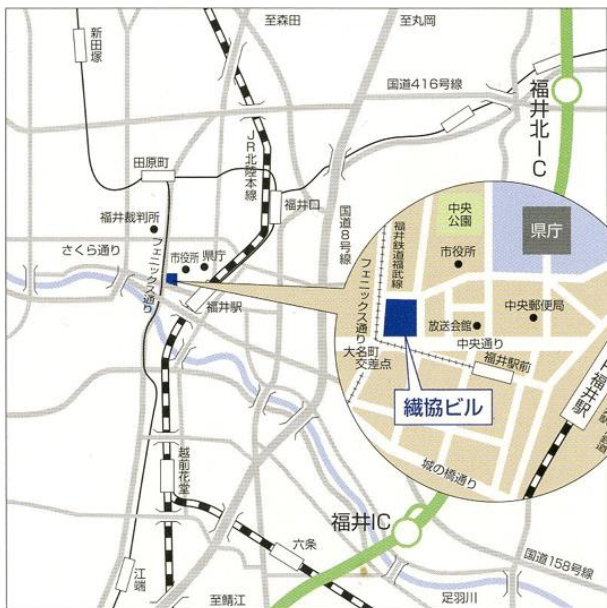 至森田
至丸岡
新田塚
国道416号線
福井北IC
JR北陸本線
田原町
福井口
国道8号線
福井裁判所
さくら通り
フェニックス通り
市役所
県庁
福井駅
中央公園
県庁
福井鉄道福武線
フェニックス通り
市役所
中央郵便局
放送会館
中央通り
大名町
交差点
福井駅前
繊協ビル
福井駅
城の橋通り
越前花堂
福井IC
六条
国道158号線
江端
至鯖江
足羽川